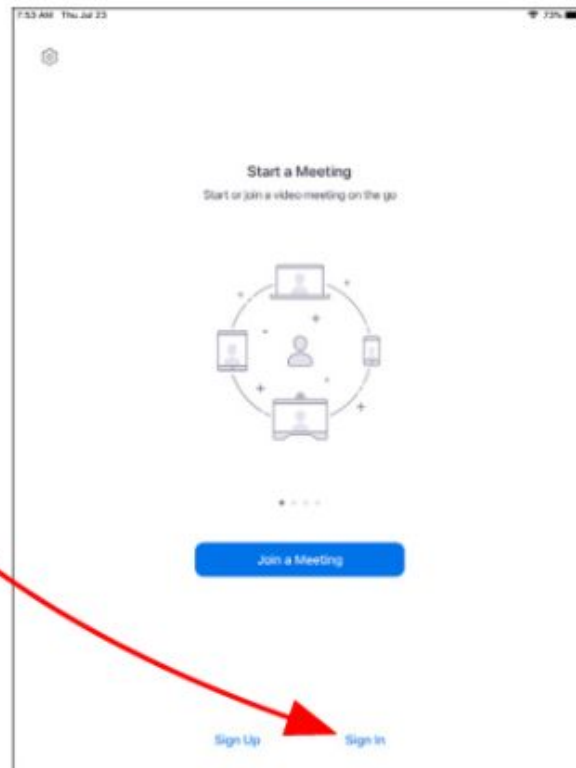 7:53 AM Thu Jul 23
73%
Start a Meeting
Start or join a video meeting on the go
Join a Meeting
Sign Up
Sign In